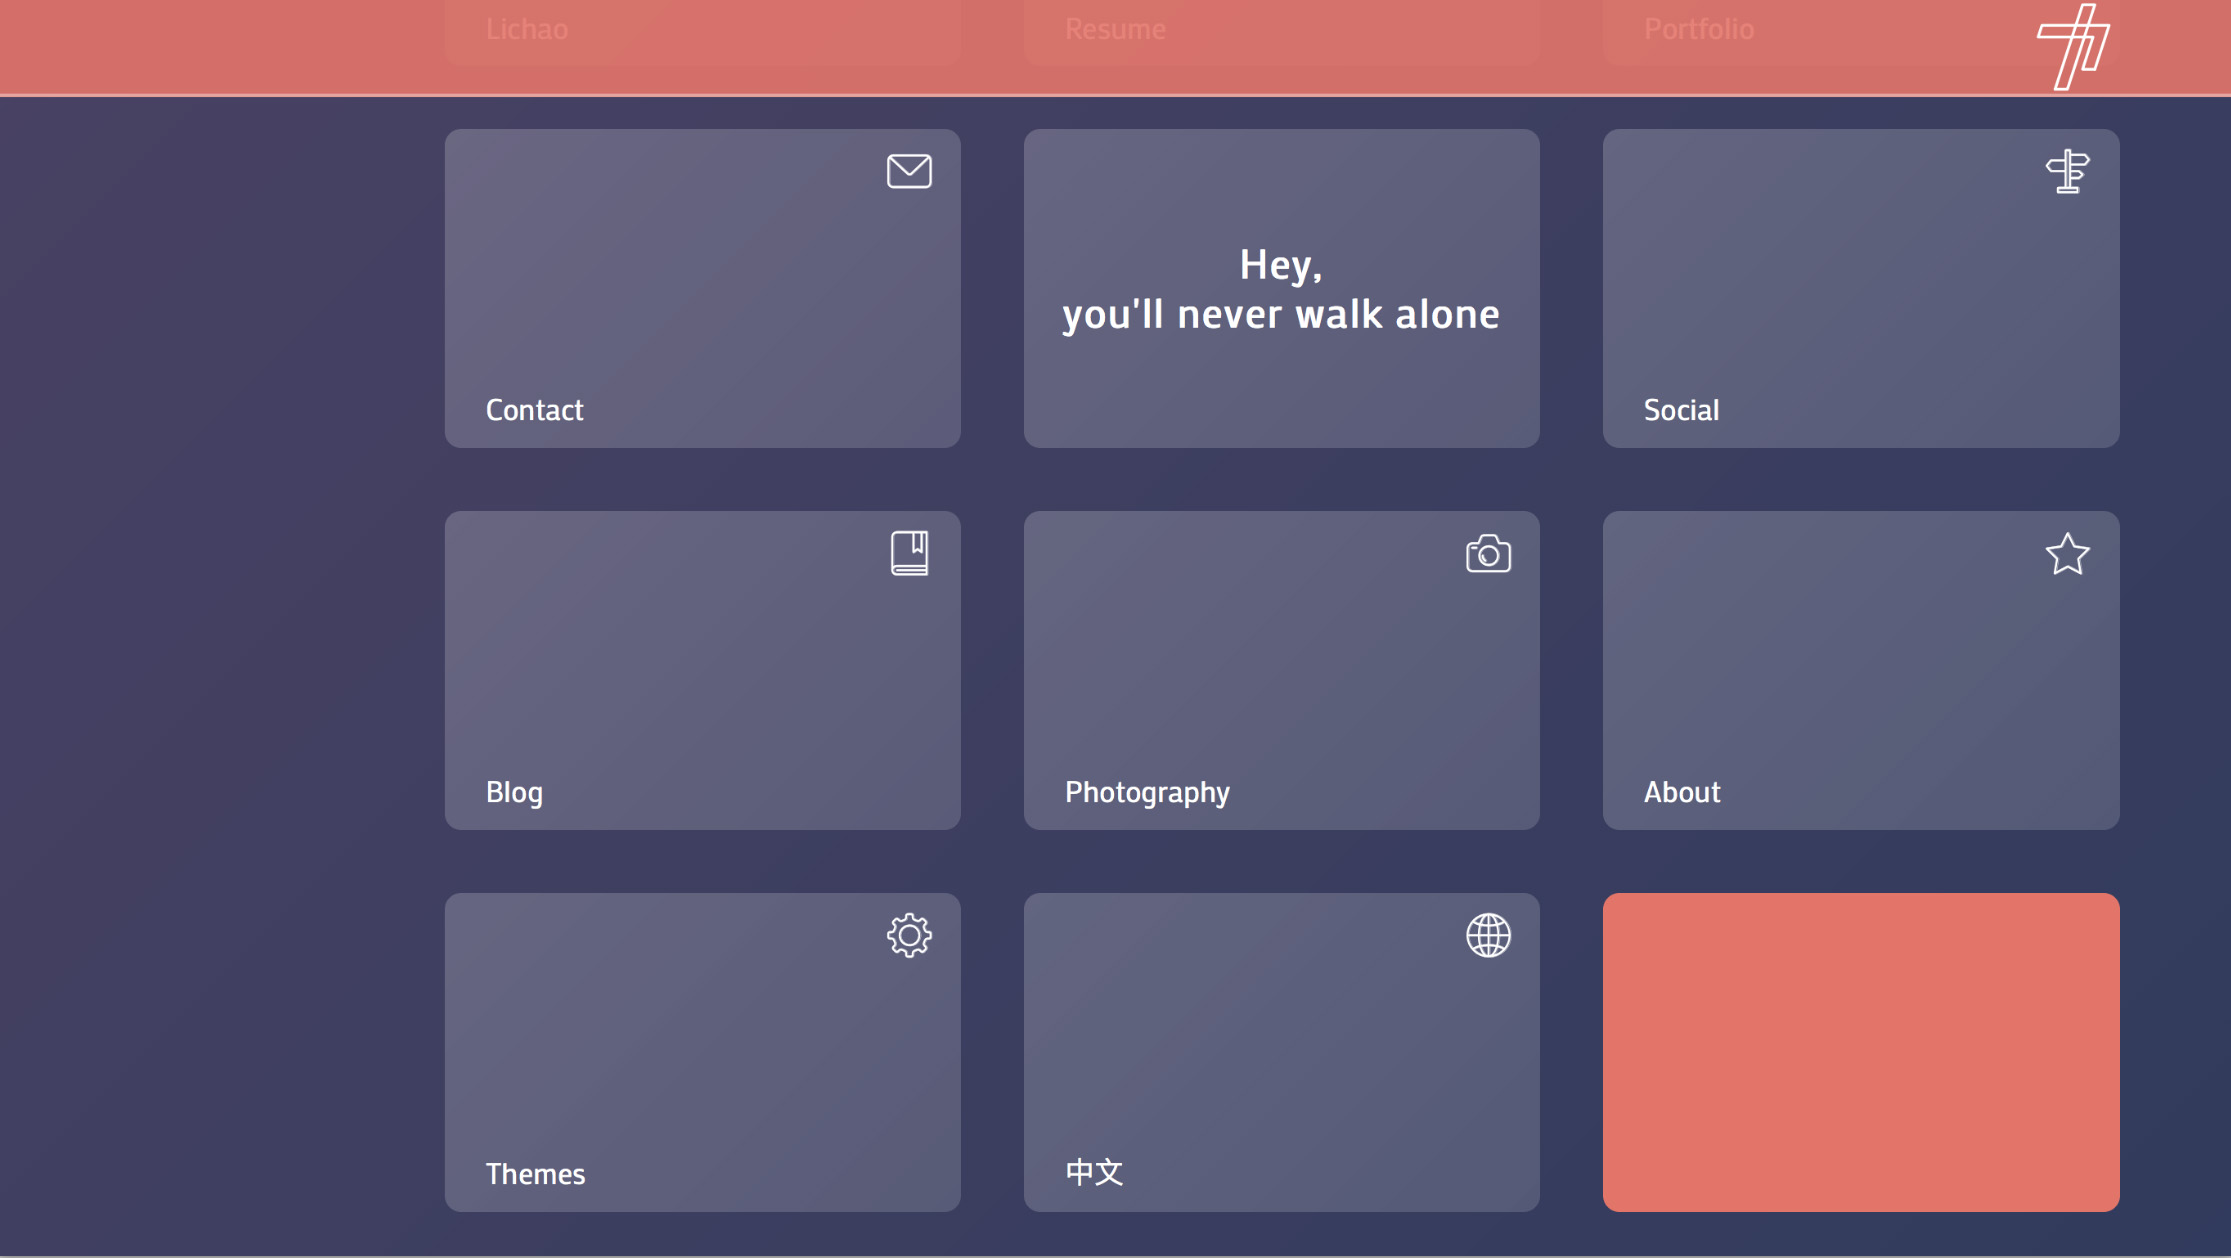 Lichao
Resume
Portfolio
Contact
Hey,
you'll never walk alone
Social
Blog
Photography
About
Themes
中文